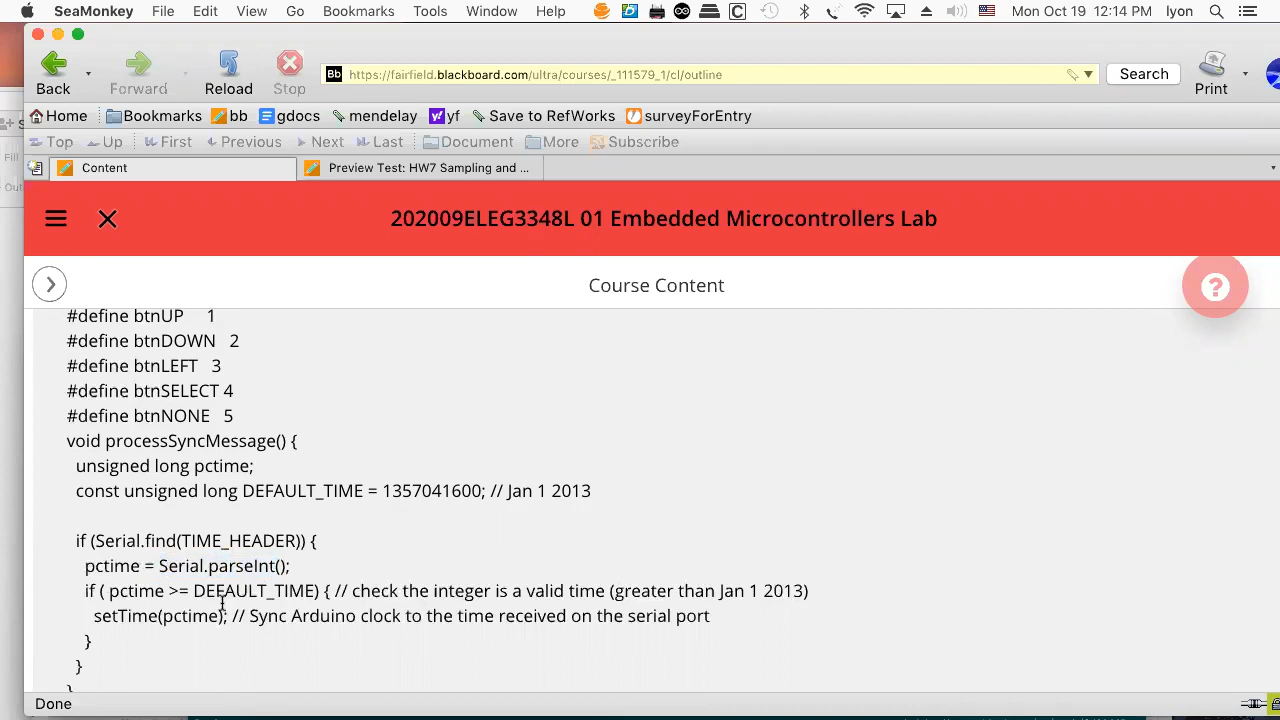 SeaMonkey File Edit View Go Bookmarks Tools Window Help Mon Oct 19 12:14 PM lyon
Back Forward Reload Stop Bb https://fairfield.blackboard.com/ultra/courses/_111579_1/cl/outline Search Print
Home Bookmarks bb gdocs mendelay yf Save to RefWorks surveyForEntry
Top Up First Previous Next Last Document More Subscribe
Content Preview Test: HW7 Sampling and ...
202009ELEG3348L 01 Embedded Microcontrollers Lab
Course Content
#define btnUP 1
#define btnDOWN 2
#define btnLEFT 3
#define btnSELECT 4
#define btnNONE 5
void processSyncMessage() {
unsigned long pctime;
const unsigned long DEFAULT_TIME = 1357041600; // Jan 1 2013
if (Serial.find(TIME_HEADER)) {
pctime = Serial.parseInt();
if ( pctime >= DEFAULT_TIME) { // check the integer is a valid time (greater than Jan 1 2013)
setTime(pctime); // Sync Arduino clock to the time received on the serial port
}
}
}
Done